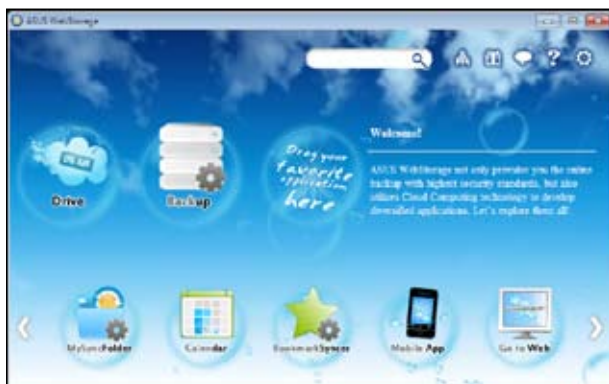 ASUS WebStorage
Welcome!
ASUS WebStorage not only provides you the online
backup with highest security standards, but also
utilizes Cloud Computing technology to develop
diversified applications. Let's explore them all!
Drag your
favorite
application
here
Drive
Backup
MySyncFolder
Calendar
BookmarkSyncer
Mobile App
Go to Web